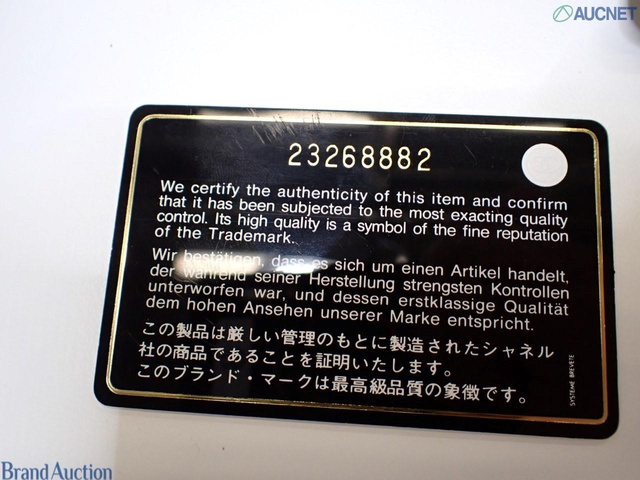 AUCNET
23268882
We certify the authenticity of this item and confirm
that it has been subjected to the most exacting quality
control. Its high quality is a symbol of the fine reputation
of the Trademark.
Wir bestätigen, dass es sich um einen Artikel handelt,
der während seiner Herstellung strengsten Kontrollen
unterworfen war, und dessen erstklassige Qualität
dem hohen Ansehen unserer Marke entspricht.
この製品は厳しい管理のもとに製造されたシャネル
社の商品であることを証明いたします。
このブランド・マークは最高級品質の象徴です。
SYSTEME BREVETE
Brand Auction